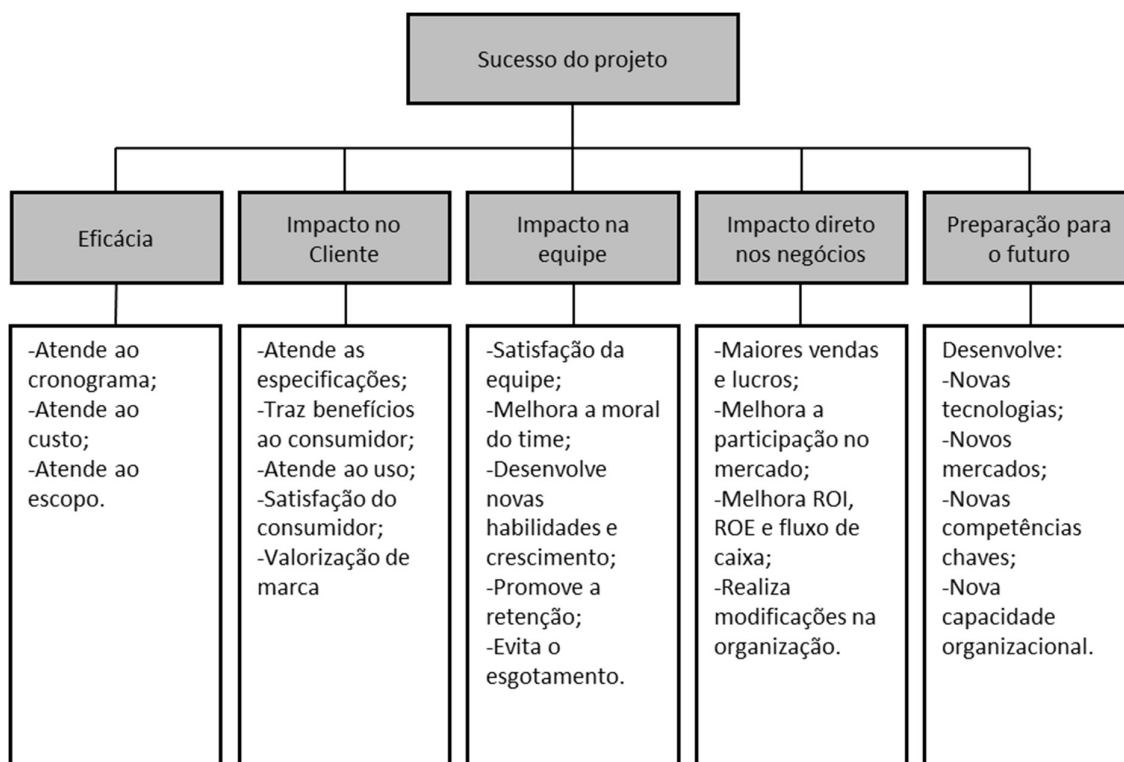 Sucesso do projeto
Eficácia
-Atende ao
cronograma;
-Atende ao
custo;
-Atende ao
escopo.
Impacto no
Cliente
-Atende as
especificações;
-Traz benefícios
ao consumidor;
-Atende ao uso;
-Satisfação do
consumidor;
-Valorização de
marca
Impacto na
equipe
-Satisfação da
equipe;
-Melhora a moral
do time;
-Desenvolve
novas
habilidades e
crescimento;
-Promove a
retenção;
-Evita o
esgotamento.
Impacto direto
nos negócios
-Maiores vendas
e lucros;
-Melhora a
participação no
mercado;
-Melhora ROI,
ROE e fluxo de
caixa;
-Realiza
modificações na
organização.
Preparação para
o futuro
Desenvolve:
-Novas
tecnologias;
-Novos
mercados;
-Novas
competências
chaves;
-Nova
capacidade
organizacional.